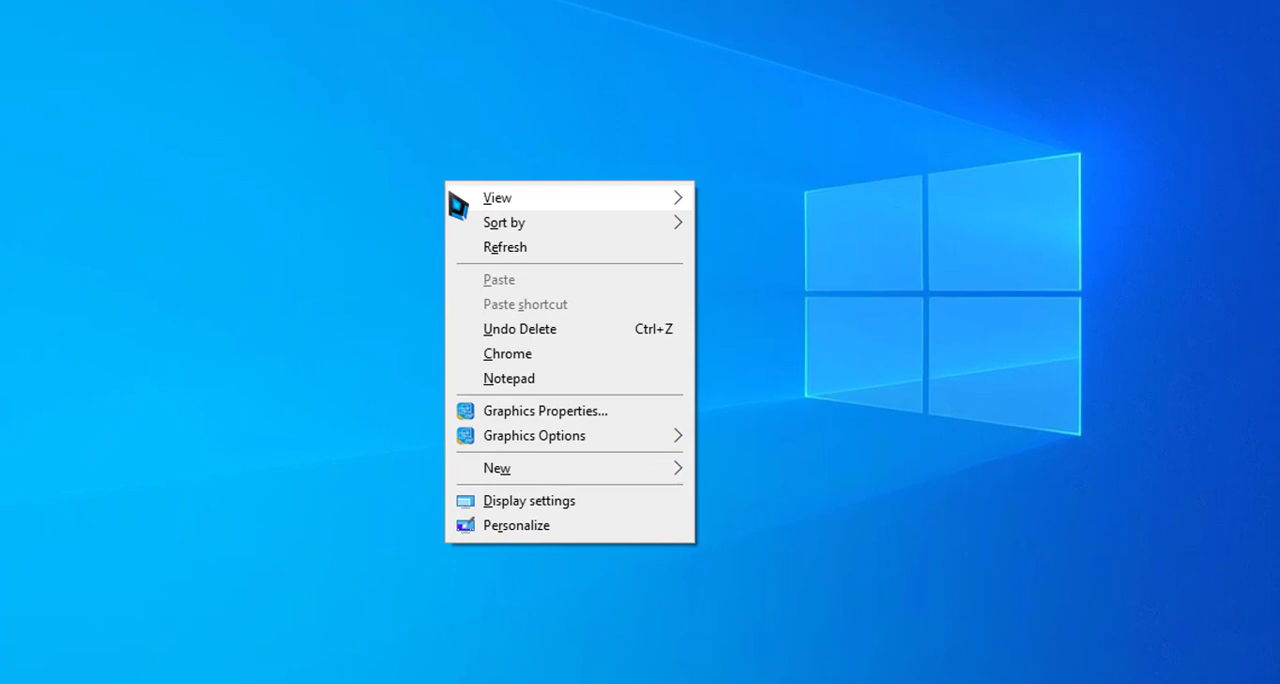 View
Sort by
Refresh
Paste
Paste shortcut
Undo Delete Ctrl+Z
Chrome
Notepad
Graphics Properties...
Graphics Options
New
Display settings
Personalize